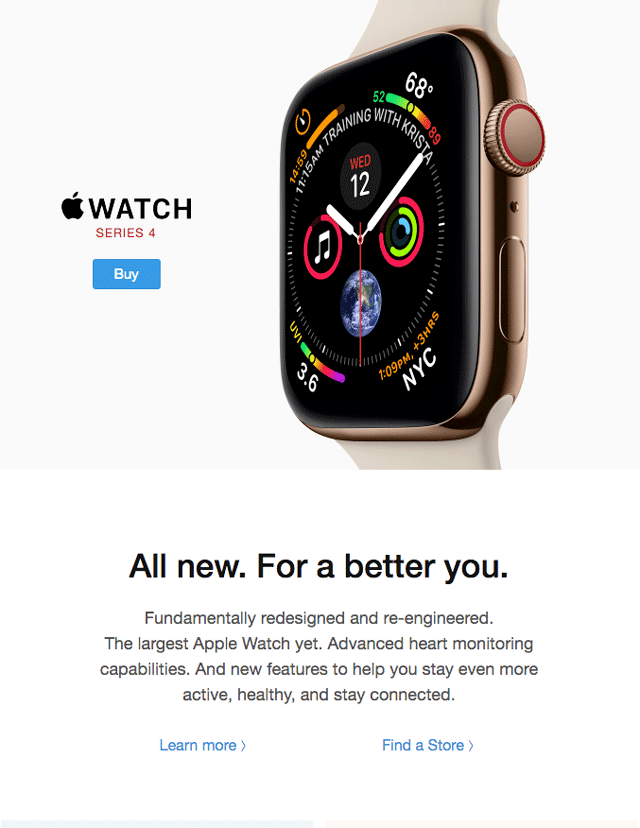 WATCH
SERIES 4
Buy
68°
52
89
14:59
11:15AM TRAINING WITH KRISTA
WED
12
UVI
3.6
1:09PM, +3HRS
NYC
All new. For a better you.
Fundamentally redesigned and re-engineered.
The largest Apple Watch yet. Advanced heart monitoring
capabilities. And new features to help you stay even more
active, healthy, and stay connected.
Learn more 〉
Find a Store 〉